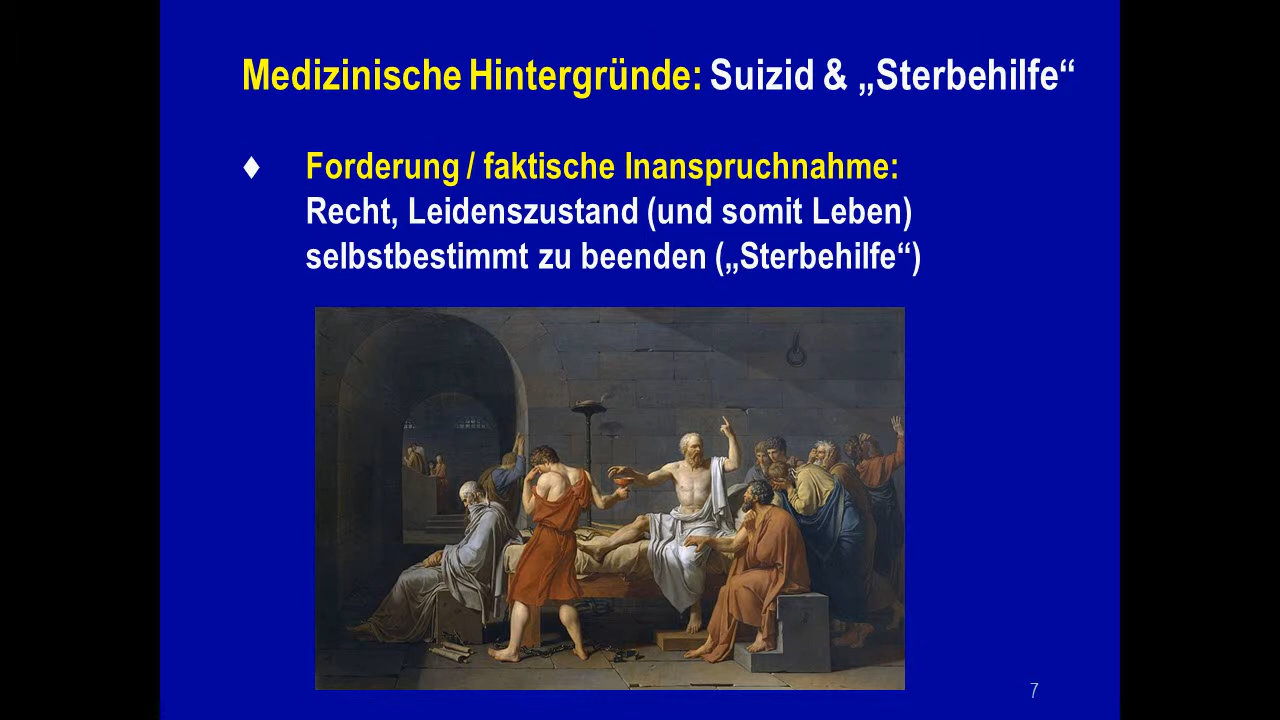 Medizinische Hintergründe: Suizid & „Sterbehilfe“
♦ Forderung / faktische Inanspruchnahme:
Recht, Leidenszustand (und somit Leben)
selbstbestimmt zu beenden („Sterbehilfe“)
7